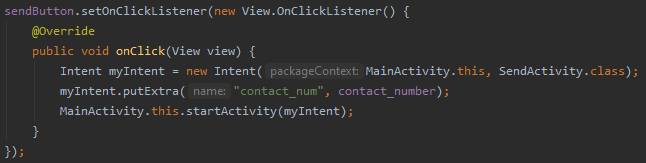 sendButton.setOnClickListener(new View.OnClickListener() {
@Override
public void onClick(View view) {
Intent myIntent = new Intent( packageContext: MainActivity.this, SendActivity.class);
myIntent.putExtra( name: "contact_num", contact_number);
MainActivity.this.startActivity(myIntent);
}
});